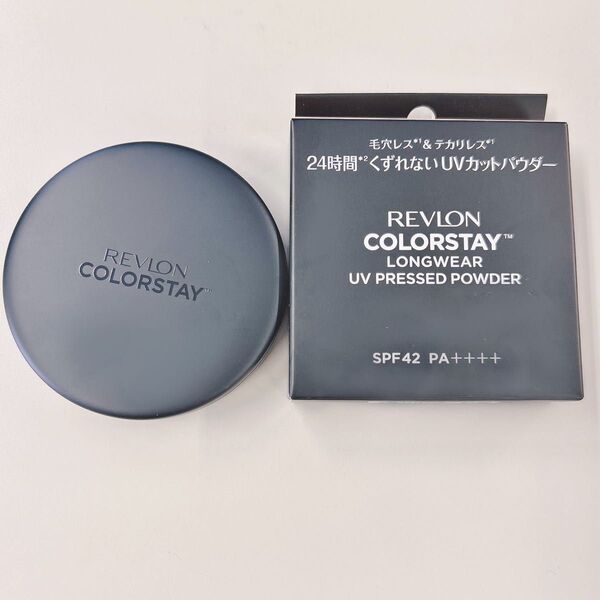 REVLON
COLORSTAY™
毛穴レス*1&テカリレス*1
24時間*2くずれないUVカットパウダー
REVLON
COLORSTAY™
LONGWEAR
UV PRESSED POWDER
SPF42 PA++++